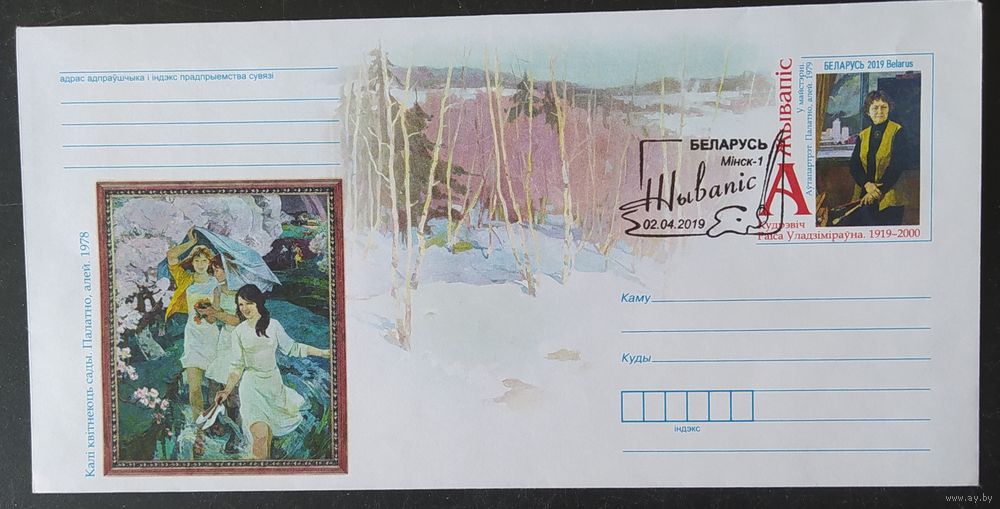 адрас адпраўшчыка і індэкс прадпрыемства сувязі
Калі квітнеюць сады. Палатно, алей. 1978
БЕЛАРУСЬ
Мінск-1
Жывапіс
02.04.2019
Жывапіс
А
Аўтапартрэт. Палатно, алей. 1979
У майстэрні.
БЕЛАРУСЬ 2019 Belarus
Кудрэвіч
Раіса Уладзіміраўна. 1919–2000
Каму
Куды
індэкс
www.ay.by